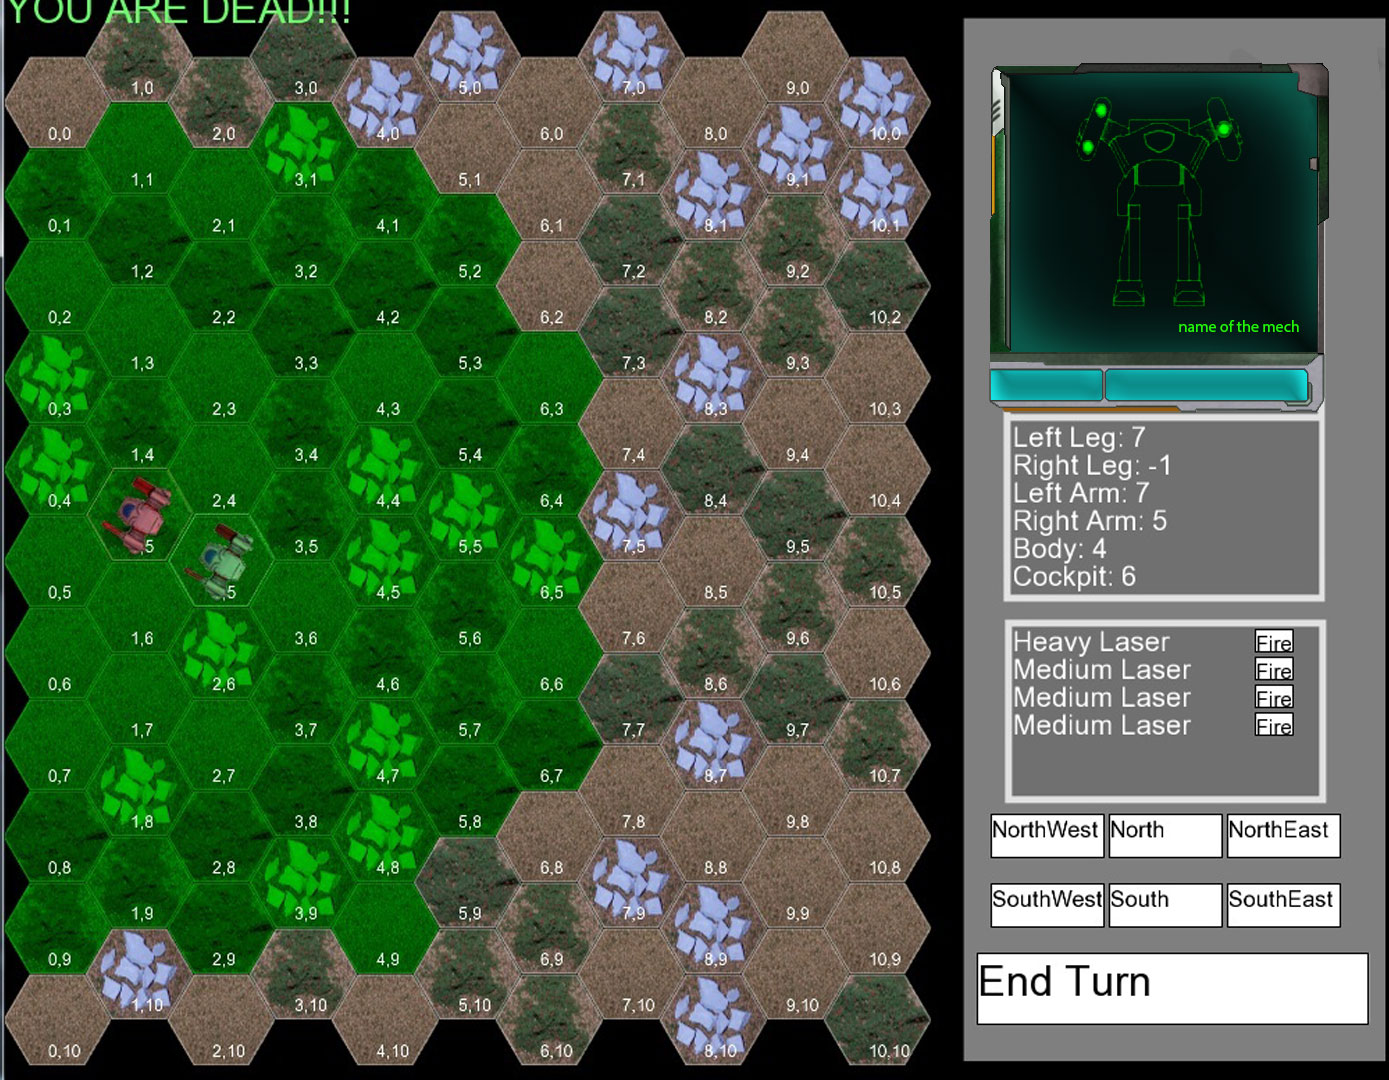 YOU ARE DEAD!!!
1,0 3,0 5,0 7,0 9,0
0,0 2,0 4,0 6,0 8,0 10,0
1,1 3,1 5,1 7,1 9,1
0,1 2,1 4,1 6,1 8,1 10,1
1,2 3,2 5,2 7,2 9,2
0,2 2,2 4,2 6,2 8,2 10,2
1,3 3,3 5,3 7,3 9,3
0,3 2,3 4,3 6,3 8,3 10,3
1,4 3,4 5,4 7,4 9,4
0,4 2,4 4,4 6,4 8,4 10,4
5 3,5 5,5 7,5 9,5
0,5 5 4,5 6,5 8,5 10,5
1,6 3,6 5,6 7,6 9,6
0,6 2,6 4,6 6,6 8,6 10,6
1,7 3,7 5,7 7,7 9,7
0,7 2,7 4,7 6,7 8,7 10,7
1,8 3,8 5,8 7,8 9,8
0,8 2,8 4,8 6,8 8,8 10,8
1,9 3,9 5,9 7,9 9,9
0,9 2,9 4,9 6,9 8,9 10,9
1,10 3,10 5,10 7,10 9,10
0,10 2,10 4,10 6,10 8,10 10,10
name of the mech
Left Leg: 7
Right Leg: -1
Left Arm: 7
Right Arm: 5
Body: 4
Cockpit: 6
Heavy Laser Fire
Medium Laser Fire
Medium Laser Fire
Medium Laser Fire
NorthWest North NorthEast
SouthWest South SouthEast
End Turn